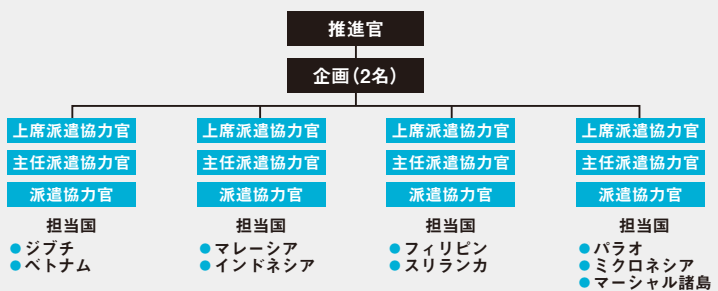 推進官
企画（2名）
上席派遣協力官
主任派遣協力官
派遣協力官
担当国
●ジブチ
●ベトナム
上席派遣協力官
主任派遣協力官
派遣協力官
担当国
●マレーシア
●インドネシア
上席派遣協力官
主任派遣協力官
派遣協力官
担当国
●フィリピン
●スリランカ
上席派遣協力官
主任派遣協力官
派遣協力官
担当国
●パラオ
●ミクロネシア
●マーシャル諸島